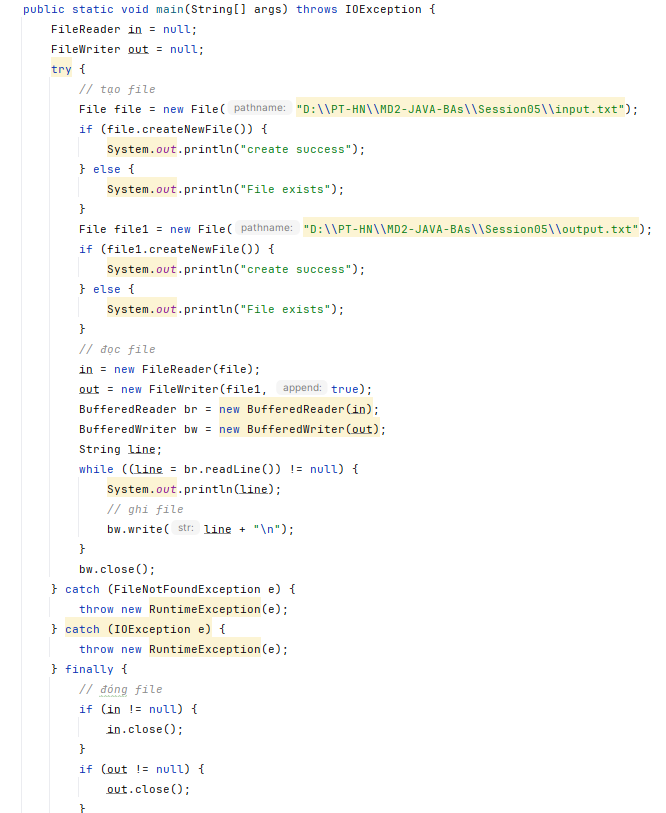 public static void main(String[] args) throws IOException {
FileReader in = null;
FileWriter out = null;
try {
// tạo file
File file = new File( pathname: "D:\\PT-HN\\MD2-JAVA-BAs\\Session05\\input.txt");
if (file.createNewFile()) {
System.out.println("create success");
} else {
System.out.println("File exists");
}
File file1 = new File( pathname: "D:\\PT-HN\\MD2-JAVA-BAs\\Session05\\output.txt");
if (file1.createNewFile()) {
System.out.println("create success");
} else {
System.out.println("File exists");
}
// đọc file
in = new FileReader(file);
out = new FileWriter(file1, append: true);
BufferedReader br = new BufferedReader(in);
BufferedWriter bw = new BufferedWriter(out);
String line;
while ((line = br.readLine()) != null) {
System.out.println(line);
// ghi file
bw.write( str: line + "\n");
}
bw.close();
} catch (FileNotFoundException e) {
throw new RuntimeException(e);
} catch (IOException e) {
throw new RuntimeException(e);
} finally {
// đóng file
if (in != null) {
in.close();
}
if (out != null) {
out.close();
}